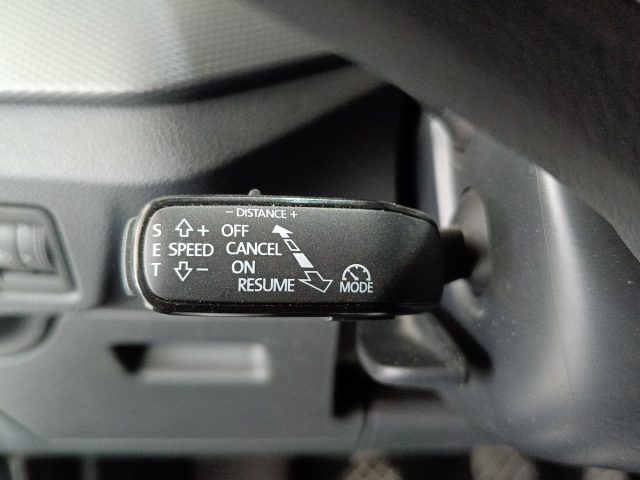 - DISTANCE +
S + OFF
E SPEED CANCEL
T - ON
RESUME MODE